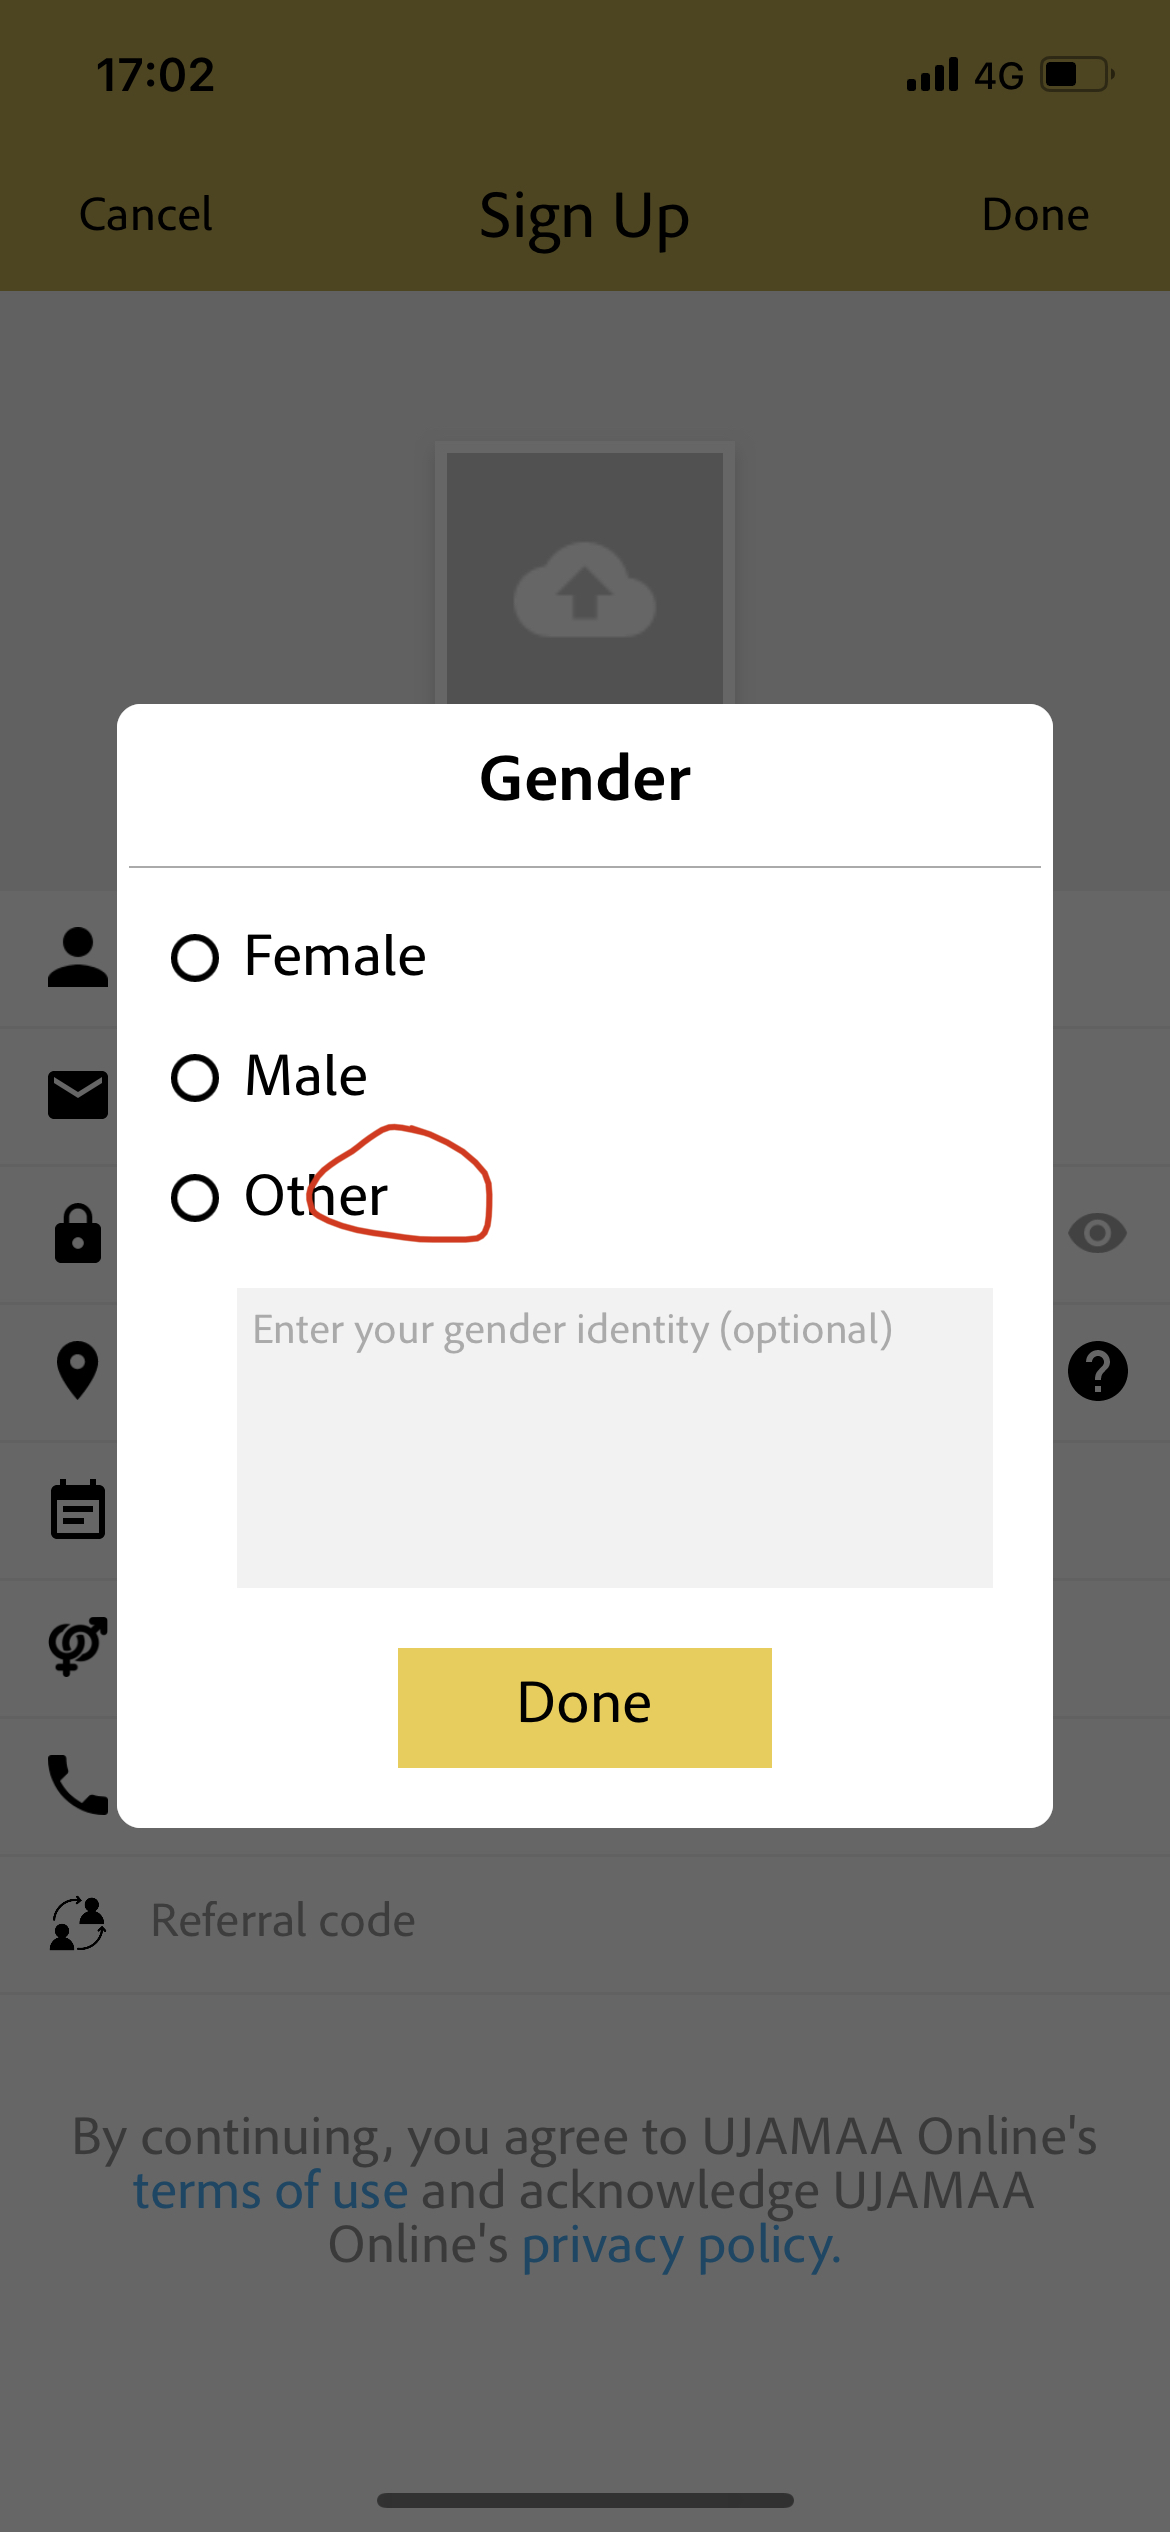 17:02 4G
Cancel Sign Up Done
Gender
Female
Male
Other
Enter your gender identity (optional)
Done
Referral code
By continuing, you agree to UJAMAA Online's
terms of use and acknowledge UJAMAA
Online's privacy policy.